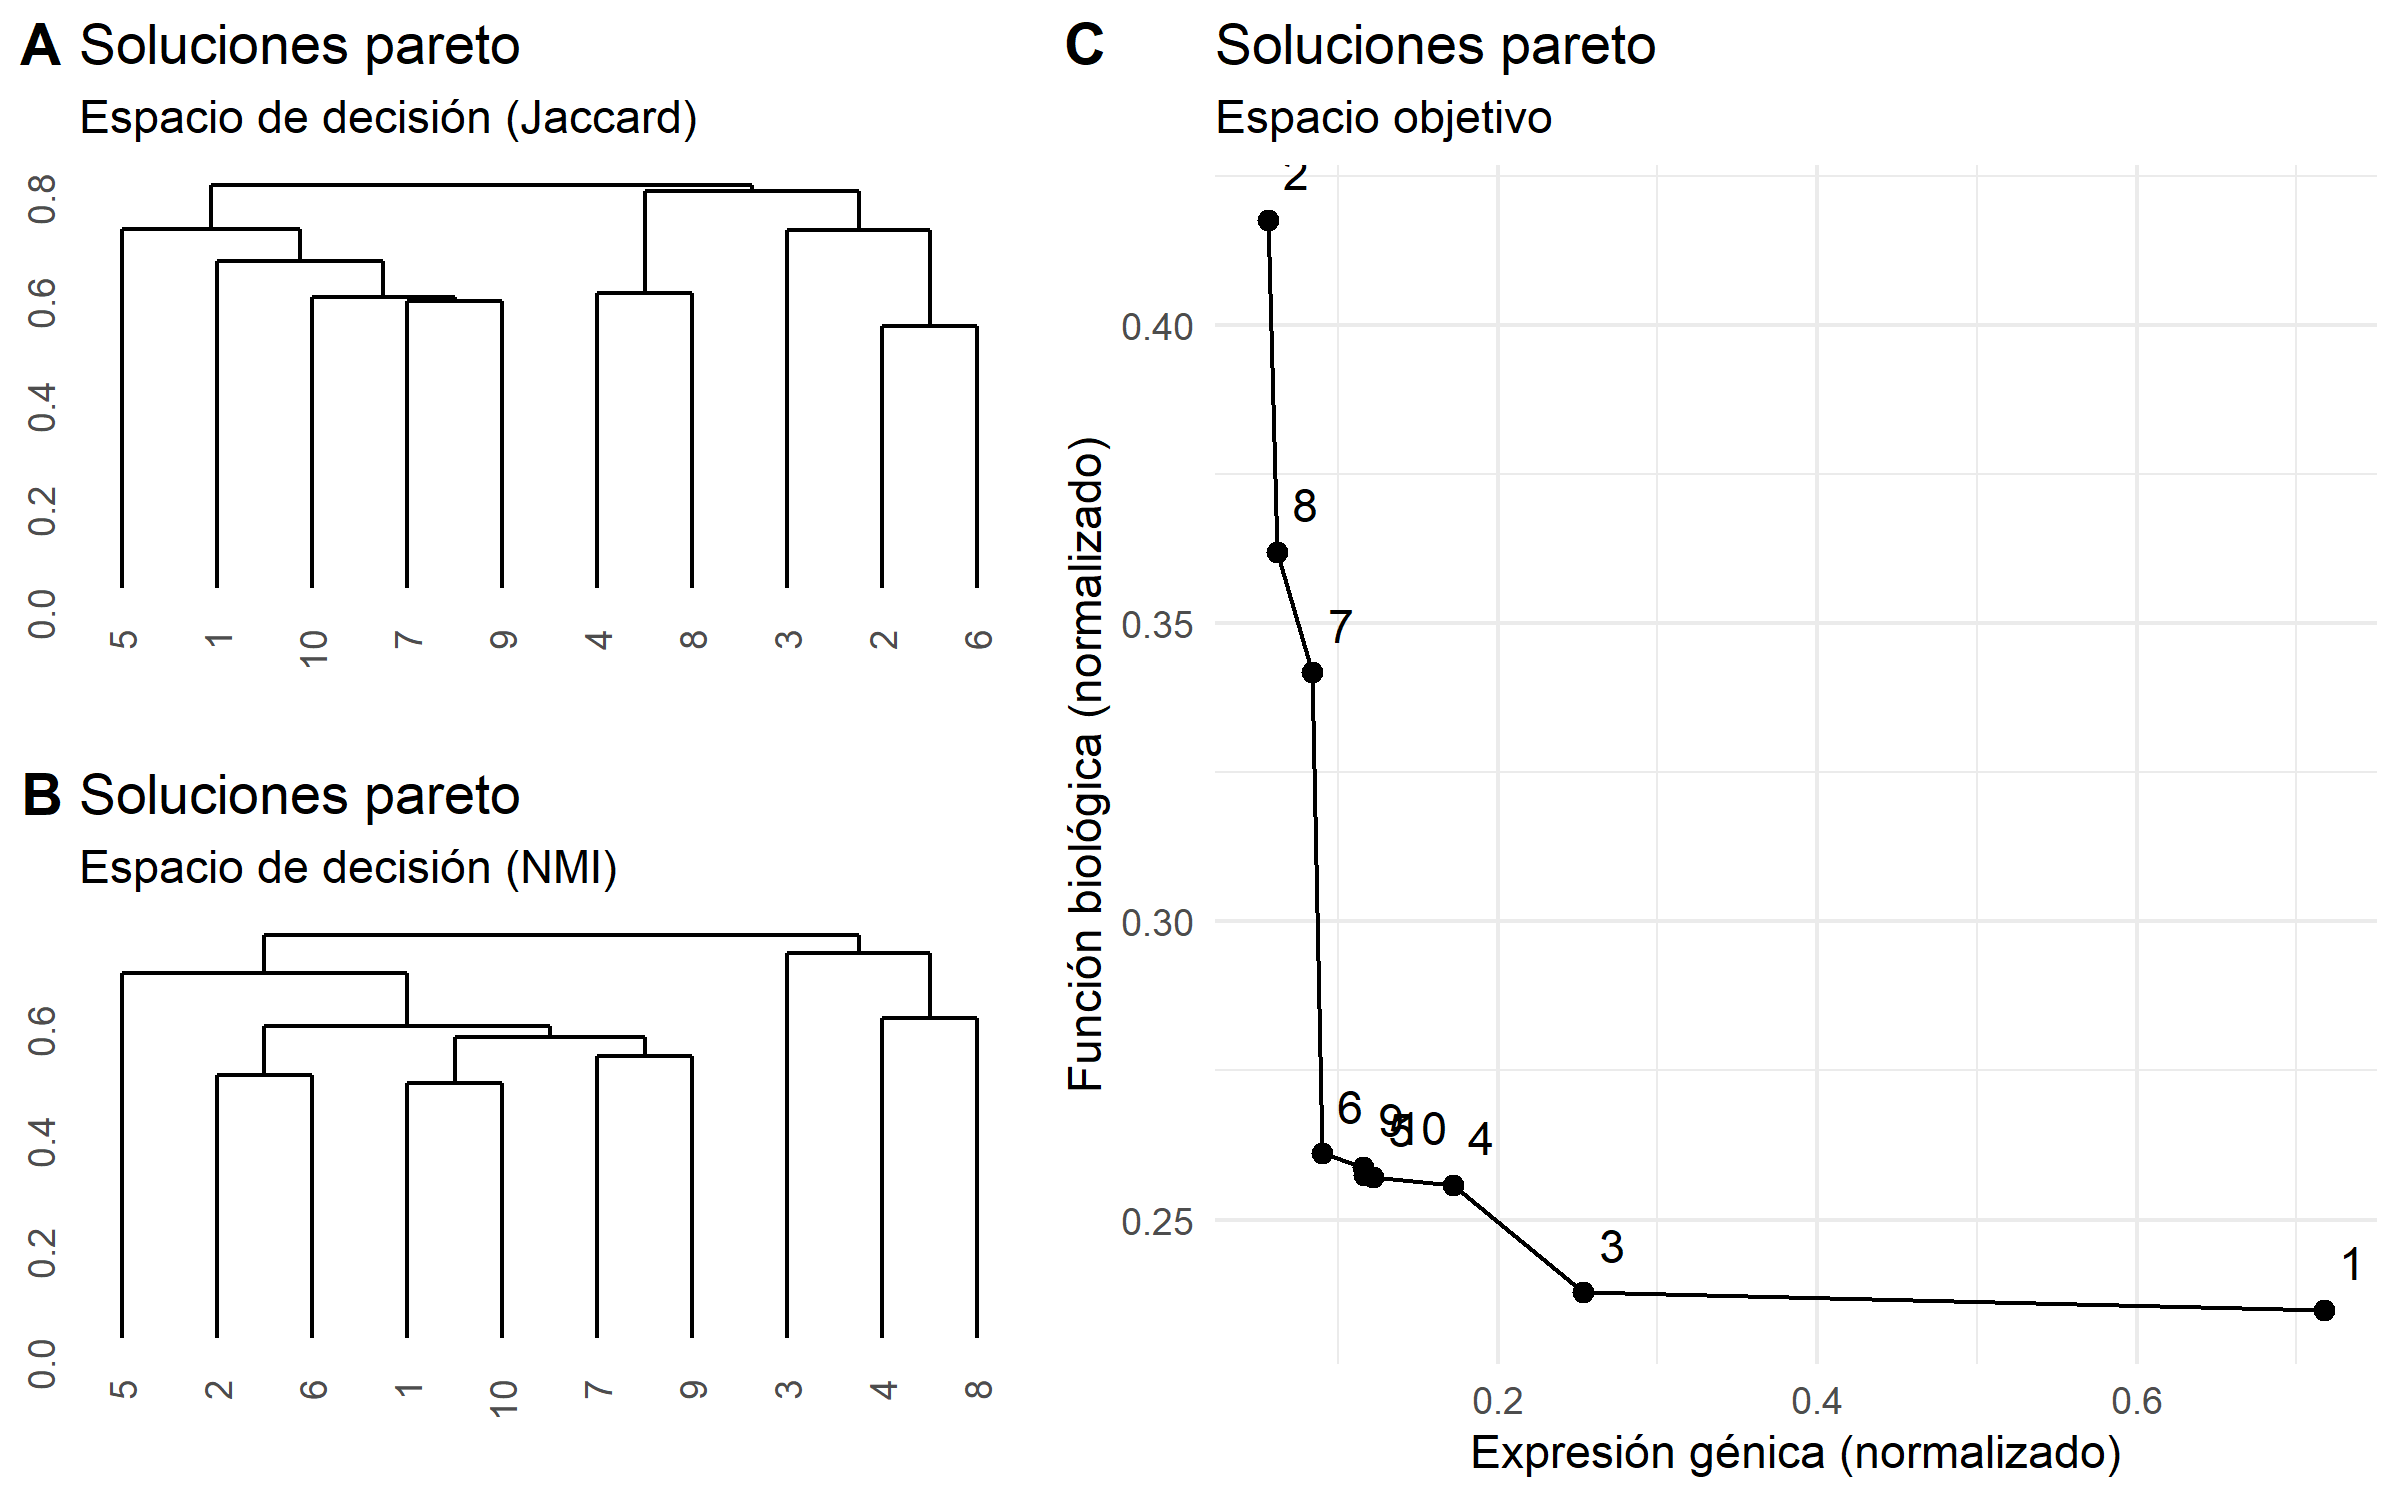 A Soluciones pareto
Espacio de decisión (Jaccard)
0.8
0.6
0.4
0.2
0.0
5 1 10 7 9 4 8 3 2 6
B Soluciones pareto
Espacio de decisión (NMI)
0.6
0.4
0.2
0.0
5 2 6 1 10 7 9 3 4 8
C Soluciones pareto
Espacio objetivo
Función biológica (normalizado)
0.40
0.35
0.30
0.25
2
8
7
6
9
5
10
4
3
1
0.2 0.4 0.6
Expresión génica (normalizado)